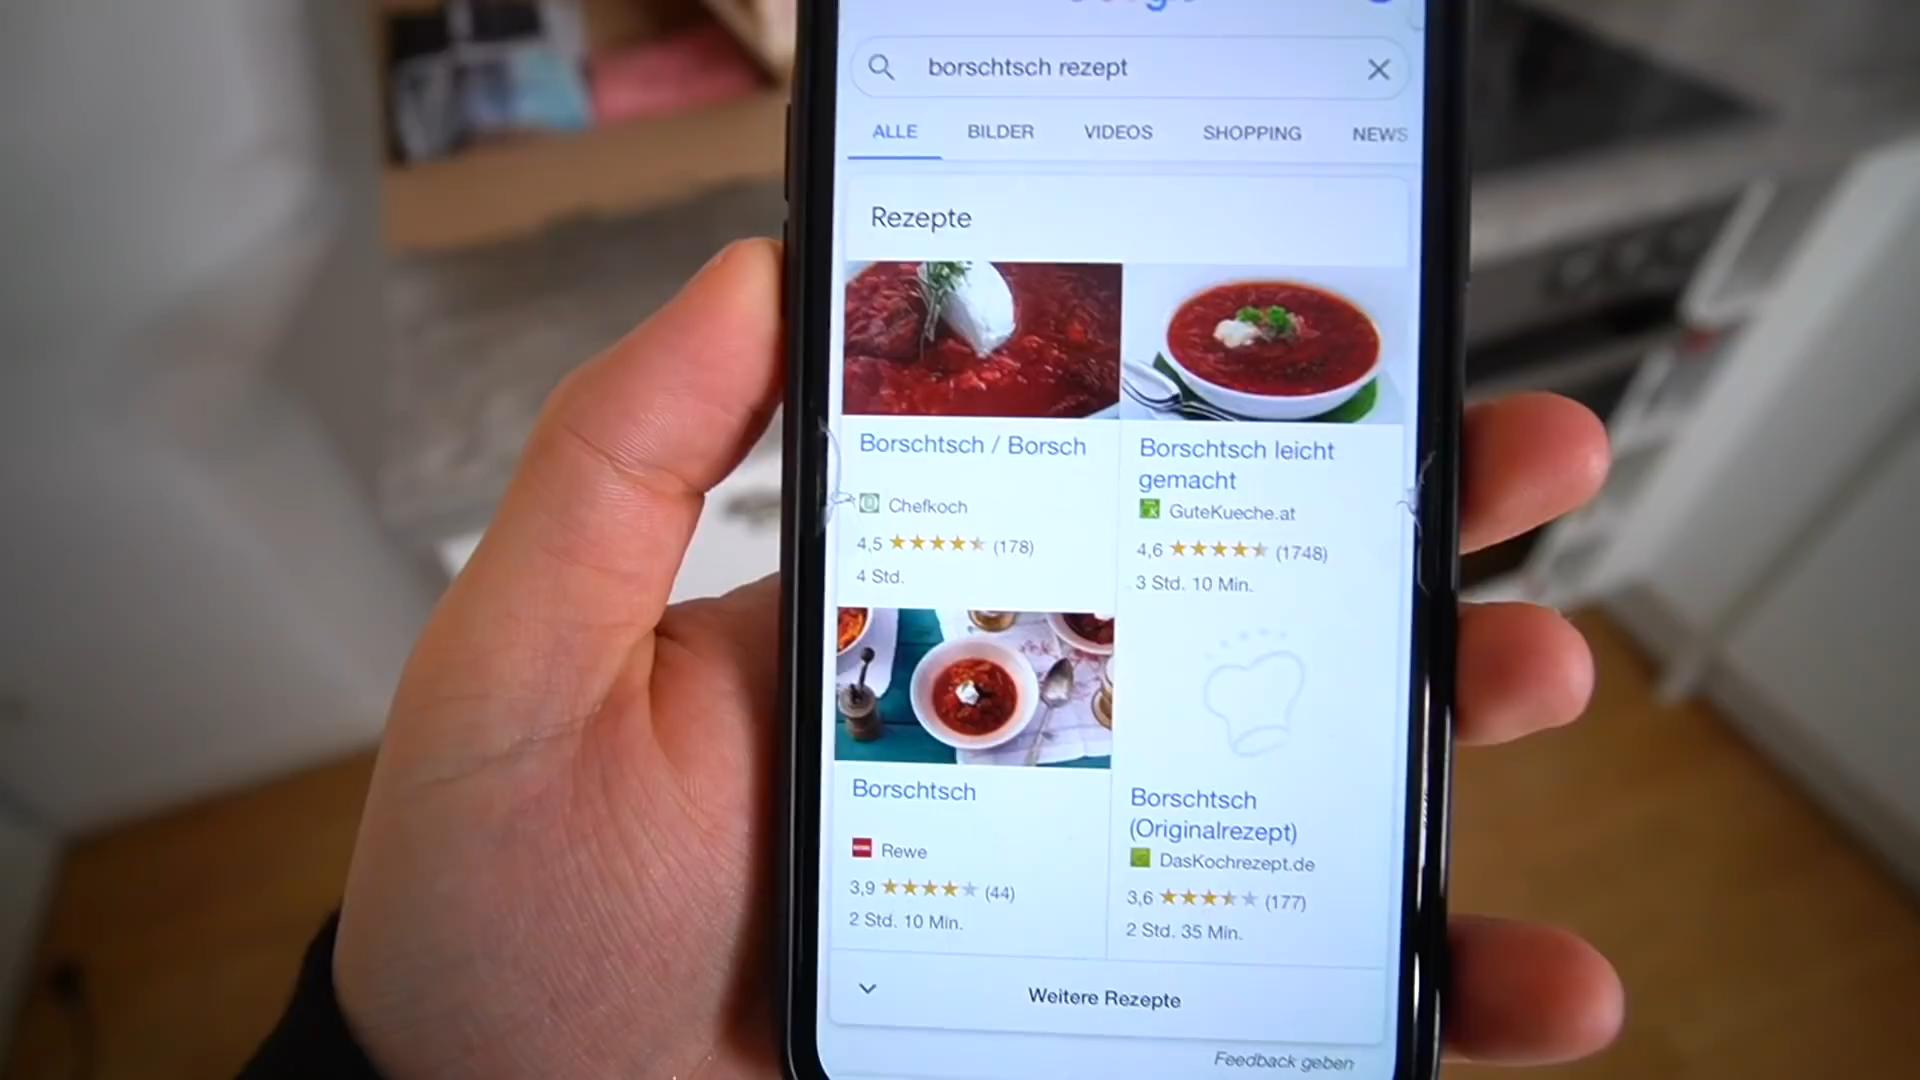 borschtsch rezept
ALLE BILDER VIDEOS SHOPPING NEWS
Rezepte
Borschtsch / Borsch
Chefkoch
4,5 (178)
4 Std.
Borschtsch leicht
gemacht
GuteKueche.at
4,6 (1748)
3 Std. 10 Min.
Borschtsch
Rewe
3,9 (44)
2 Std. 10 Min.
Borschtsch
(Originalrezept)
DasKochrezept.de
3,6 (177)
2 Std. 35 Min.
Weitere Rezepte
Feedback geben